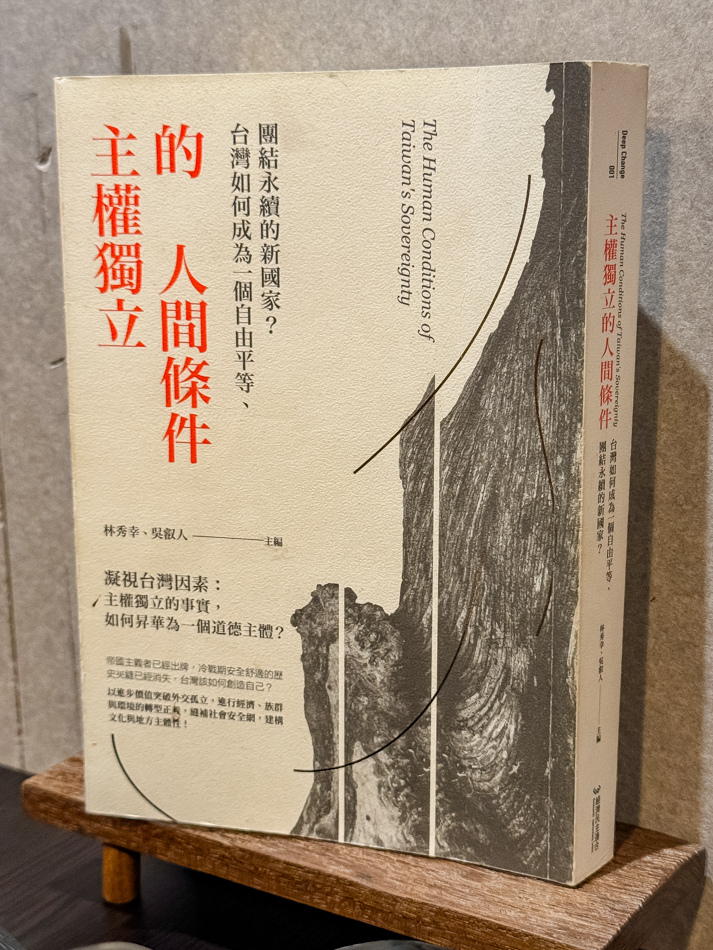 主權獨立
的 人間條件
台灣如何成為一個自由平等、
團結永續的新國家？
The Human Conditions of
Taiwan's Sovereignty
林秀幸、吳叡人
主編
凝視台灣因素：
主權獨立的事實，
如何昇華為一個道德主體？
帝國主義者已經出牌，冷戰期安全舒適的歷
史夾縫已經消失，台灣該如何創造自己？
以進步價值突破外交孤立，進行經濟、族群
與環境的轉型正義，縫補社會安全網，建構
文化與地方主體性！
Deep Change
001
The Human Conditions of Taiwan's Sovereignty
主權獨立的人間條件
台灣如何成為一個自由平等、
團結永續的新國家？
林秀幸、吳叡人
主編
經濟民主連合